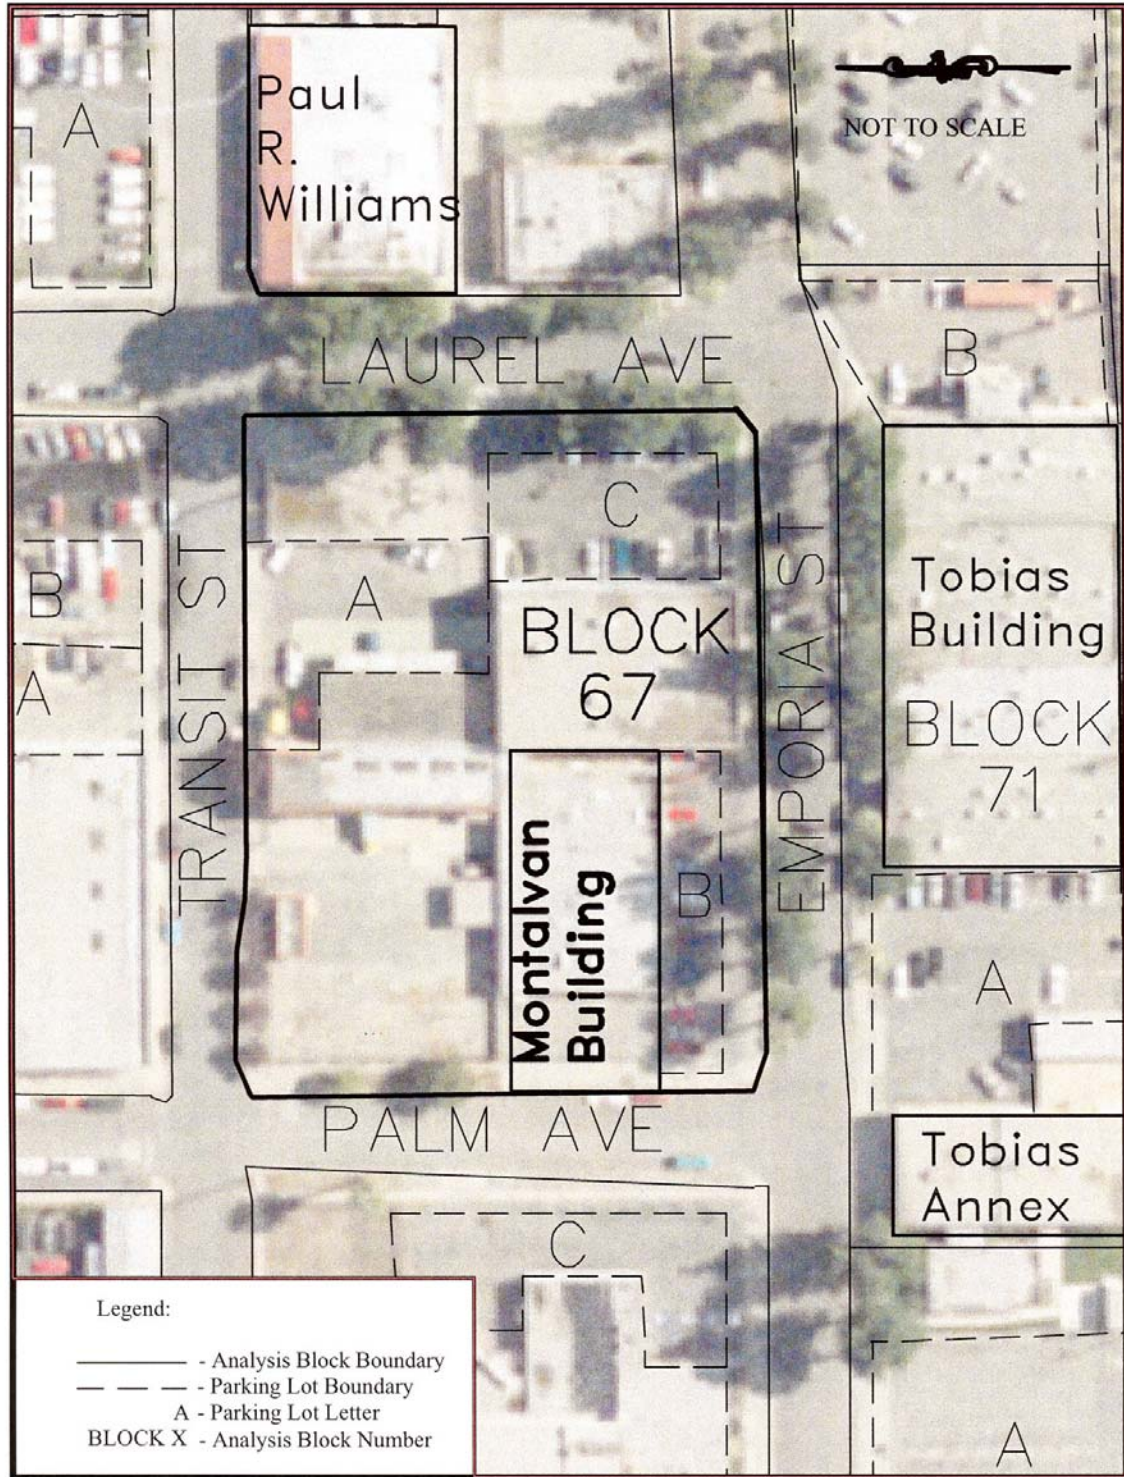 Paul
R.
Williams
A
NOT TO SCALE
LAUREL AVE
B
C
TRANSIT ST
A
B
A
BLOCK
67
EMPORIA ST
Tobias
Building
BLOCK
71
Montalvan
Building
B
A
PALM AVE
Tobias
Annex
C
A
Legend:
- Analysis Block Boundary
- Parking Lot Boundary
A - Parking Lot Letter
BLOCK X - Analysis Block Number